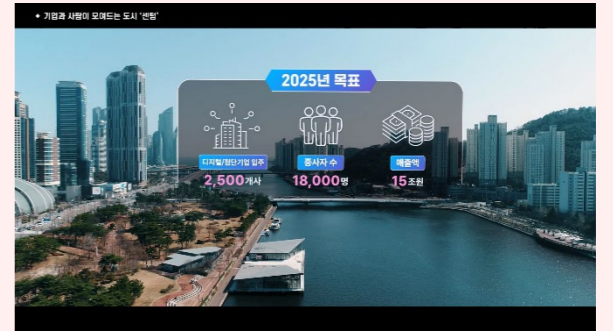 ◆ 기업과 사람이 모여드는 도시 '센텀'
2025년 목표
디지털/첨단기업 입주
종사자 수
매출액
2,500개사
18,000명
15조원